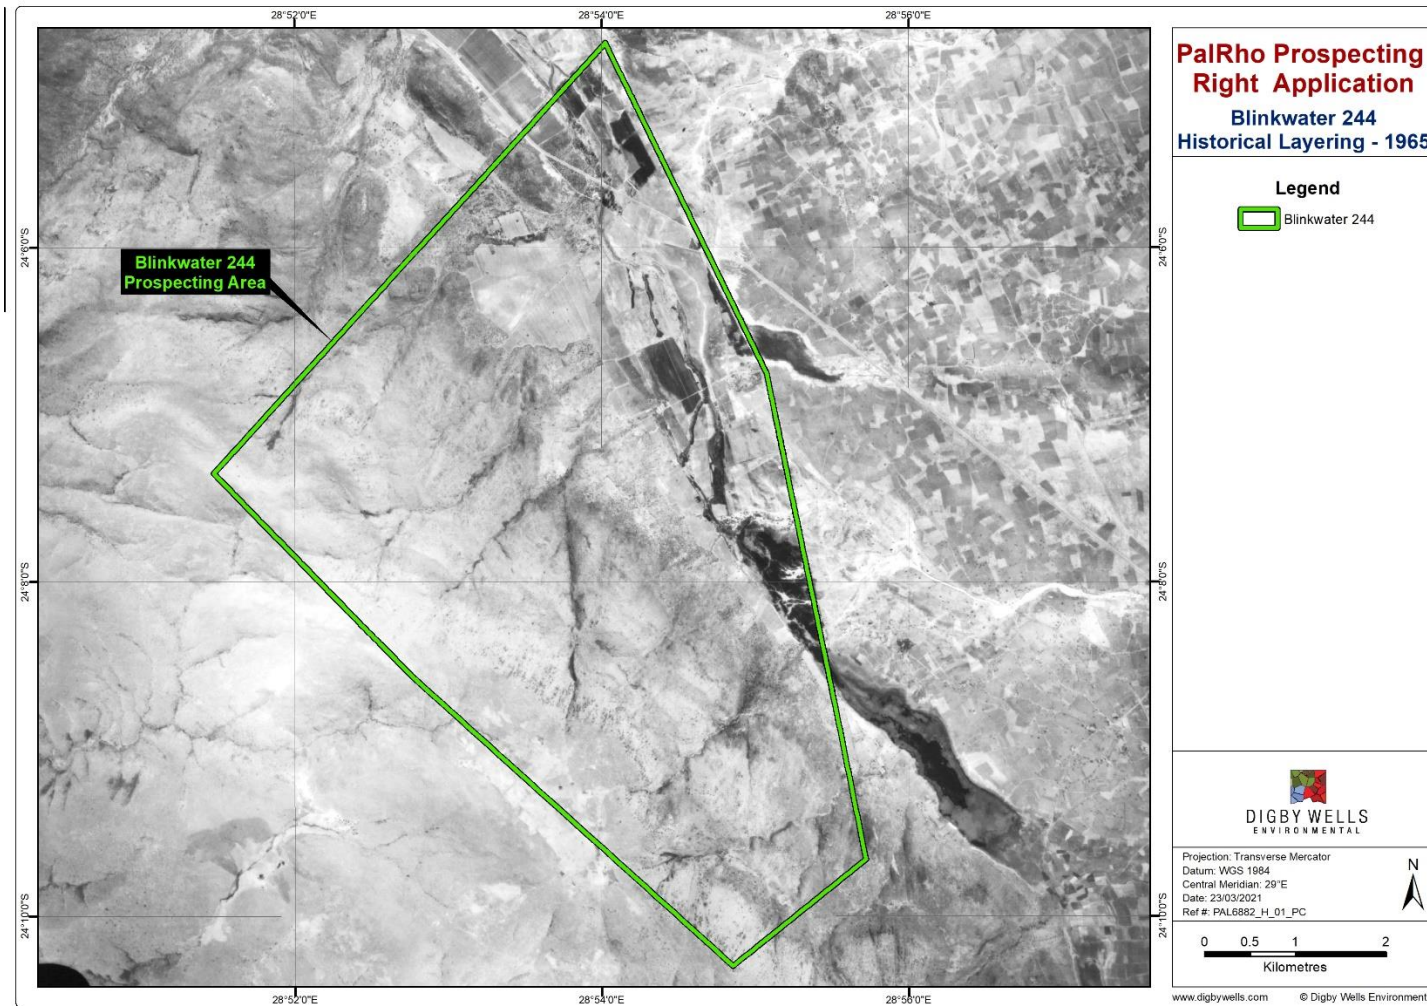 28°52'0"E
28°54'0"E
28°56'0"E
PalRho Prospecting
Right Application
Blinkwater 244
Historical Layering - 1965
Legend
Blinkwater 244
24°6'0"S
24°6'0"S
Blinkwater 244
Prospecting Area
24°8'0"S
24°8'0"S
DIGBY WELLS
ENVIRONMENTAL
Projection: Transverse Mercator
Datum: WGS 1984
Central Meridian: 29°E
Date: 23/03/2021
Ref #: PAL6882_H_01_PC
N
24°10'0"S
24°10'0"S
0 0.5 1 2
Kilometres
28°52'0"E
28°54'0"E
28°56'0"E
www.digbywells.com © Digby Wells Environment